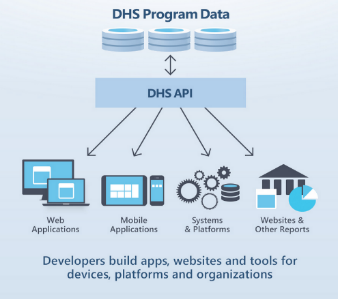 DHS Program Data
DHS API
Web
Applications
Mobile
Applications
Systems
& Platforms
Websites &
Other Reports
Developers build apps, websites and tools for
devices, platforms and organizations